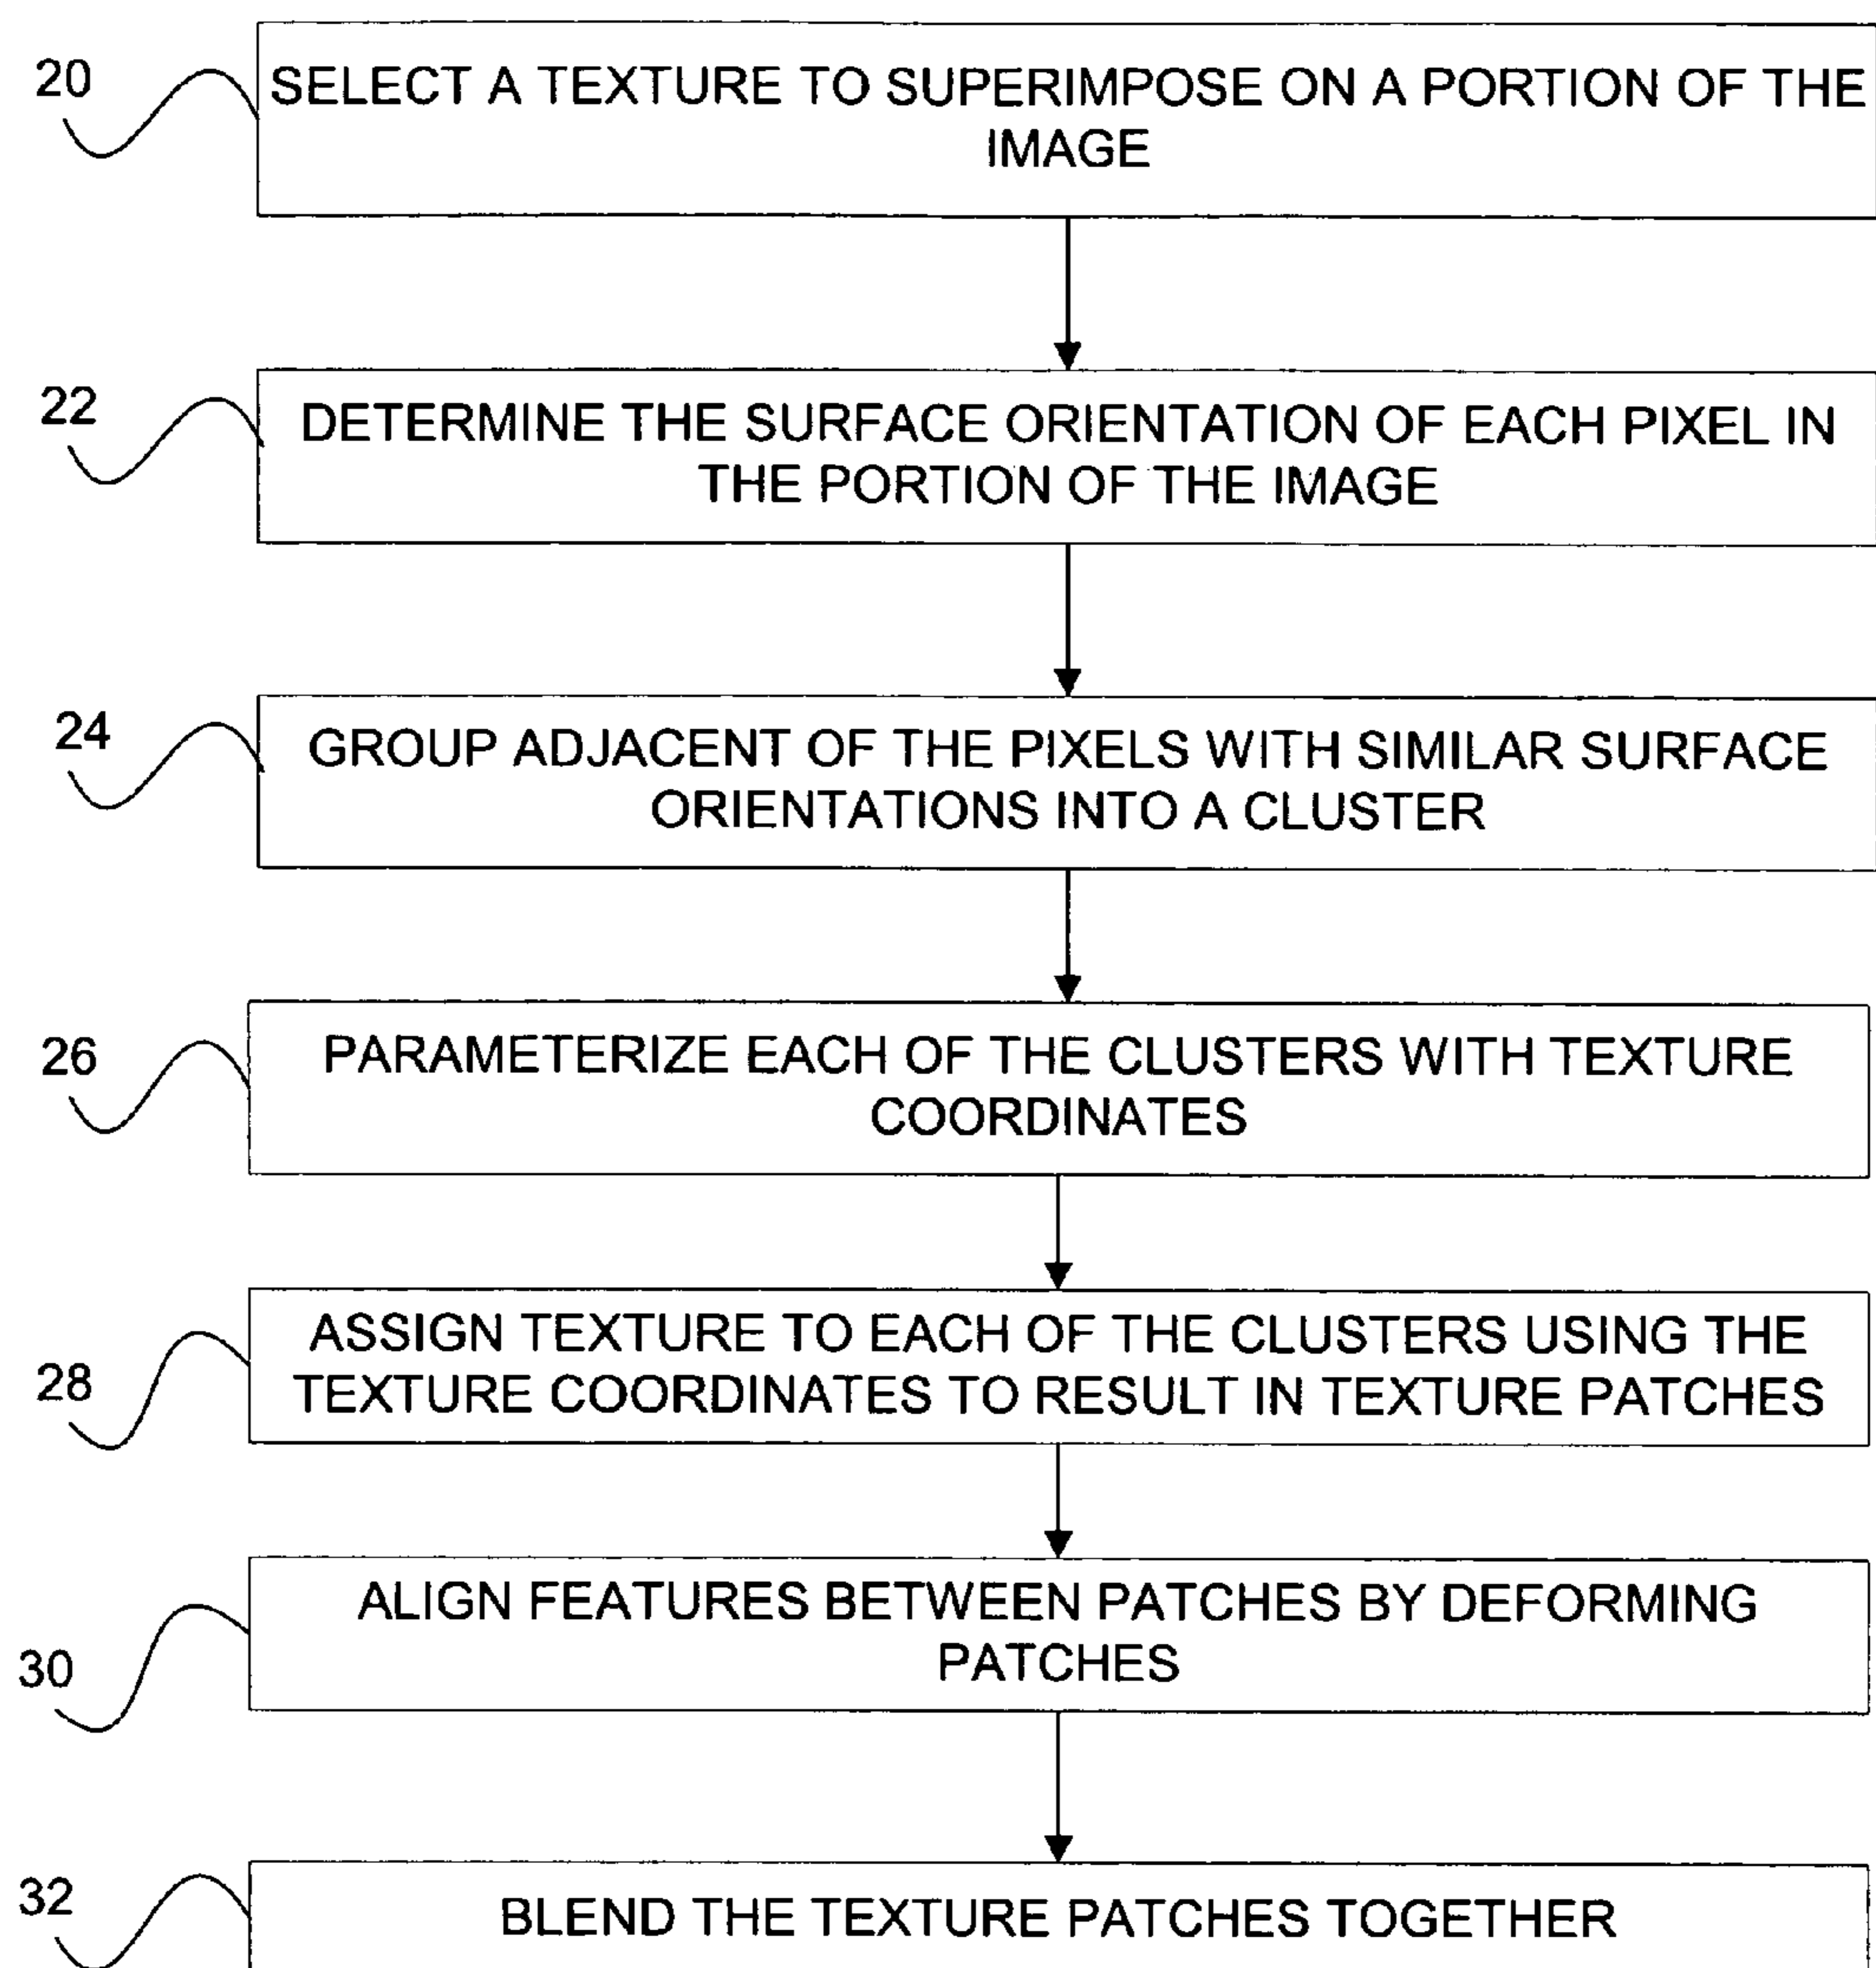 20
SELECT A TEXTURE TO SUPERIMPOSE ON A PORTION OF THE
IMAGE
22
DETERMINE THE SURFACE ORIENTATION OF EACH PIXEL IN
THE PORTION OF THE IMAGE
24
GROUP ADJACENT OF THE PIXELS WITH SIMILAR SURFACE
ORIENTATIONS INTO A CLUSTER
26
PARAMETERIZE EACH OF THE CLUSTERS WITH TEXTURE
COORDINATES
28
ASSIGN TEXTURE TO EACH OF THE CLUSTERS USING THE
TEXTURE COORDINATES TO RESULT IN TEXTURE PATCHES
30
ALIGN FEATURES BETWEEN PATCHES BY DEFORMING
PATCHES
32
BLEND THE TEXTURE PATCHES TOGETHER